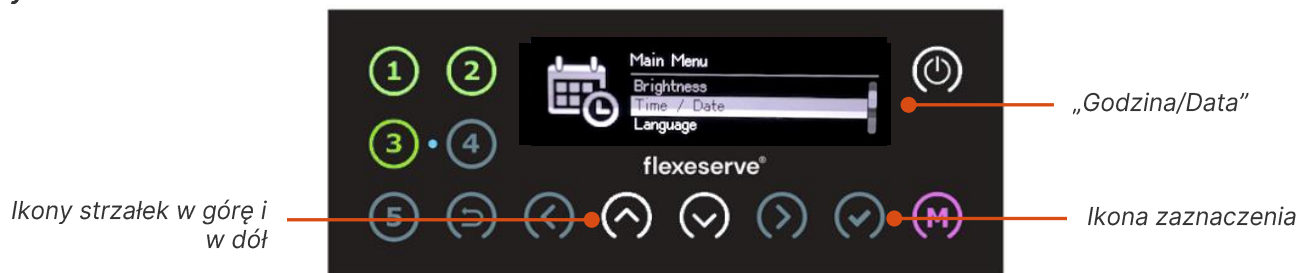 1
2
Main Menu
Brightness
Time / Date
Language
„Godzina/Data”
3
4
flexeserve®
Ikony strzałek w górę i
w dół
5
M
Ikona zaznaczenia